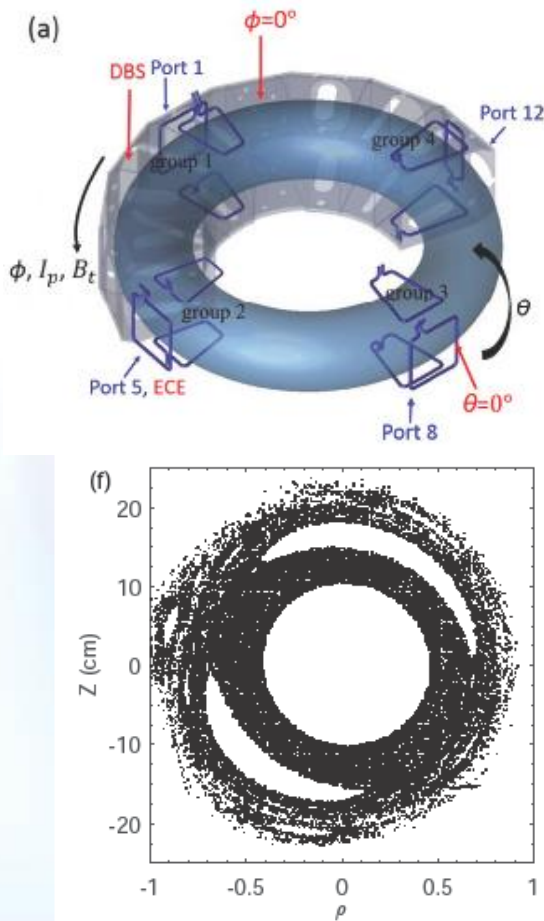 (a)
ϕ=0°
DBS
Port 1
Port 12
group 1
group 4
ϕ, I_p, B_t
group 2
group 3
θ
Port 5, ECE
Port 8
θ=0°
(f)
20
10
0
-10
-20
Z (cm)
-1 -0.5 0 0.5 1
ρ